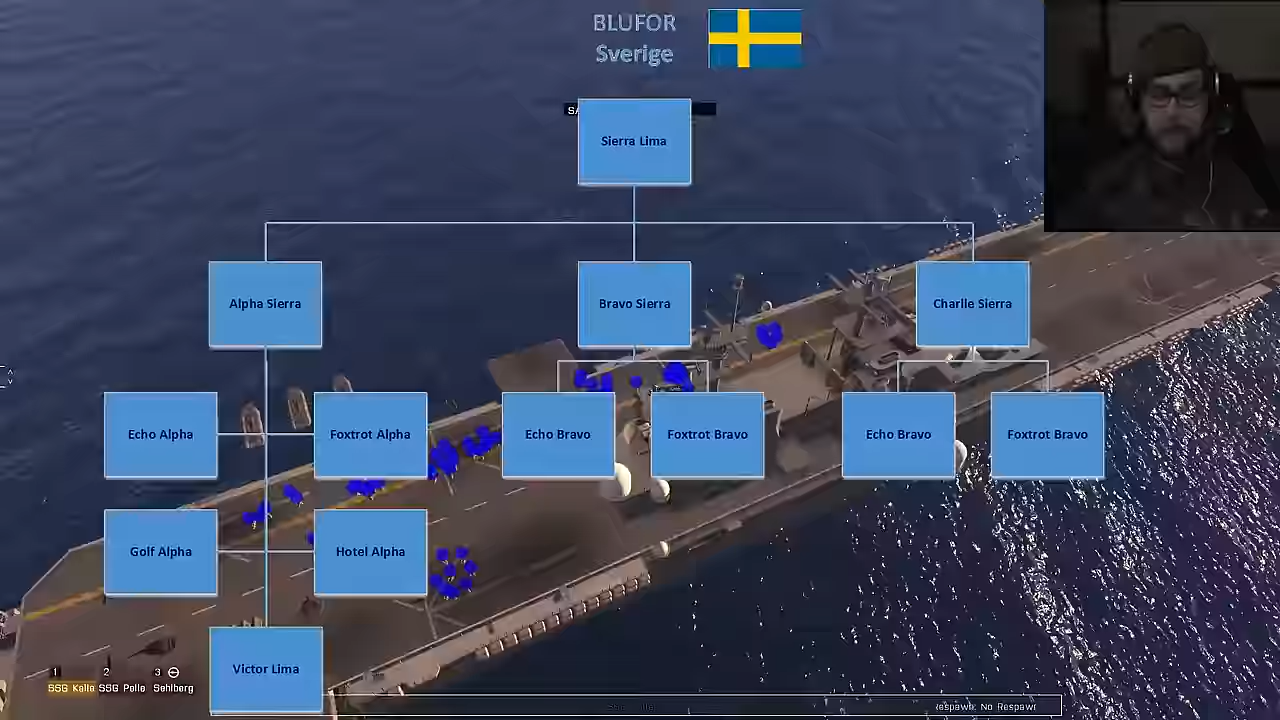 BLUFOR
Sverige
SA
Sierra Lima
Alpha Sierra
Bravo Sierra
Charlie Sierra
Echo Alpha
Foxtrot Alpha
Echo Bravo
Foxtrot Bravo
Echo Bravo
Foxtrot Bravo
Golf Alpha
Hotel Alpha
Victor Lima
1 2 3
SSG Kalle SSG Pelle Sehlberg
espawn: No Respawn